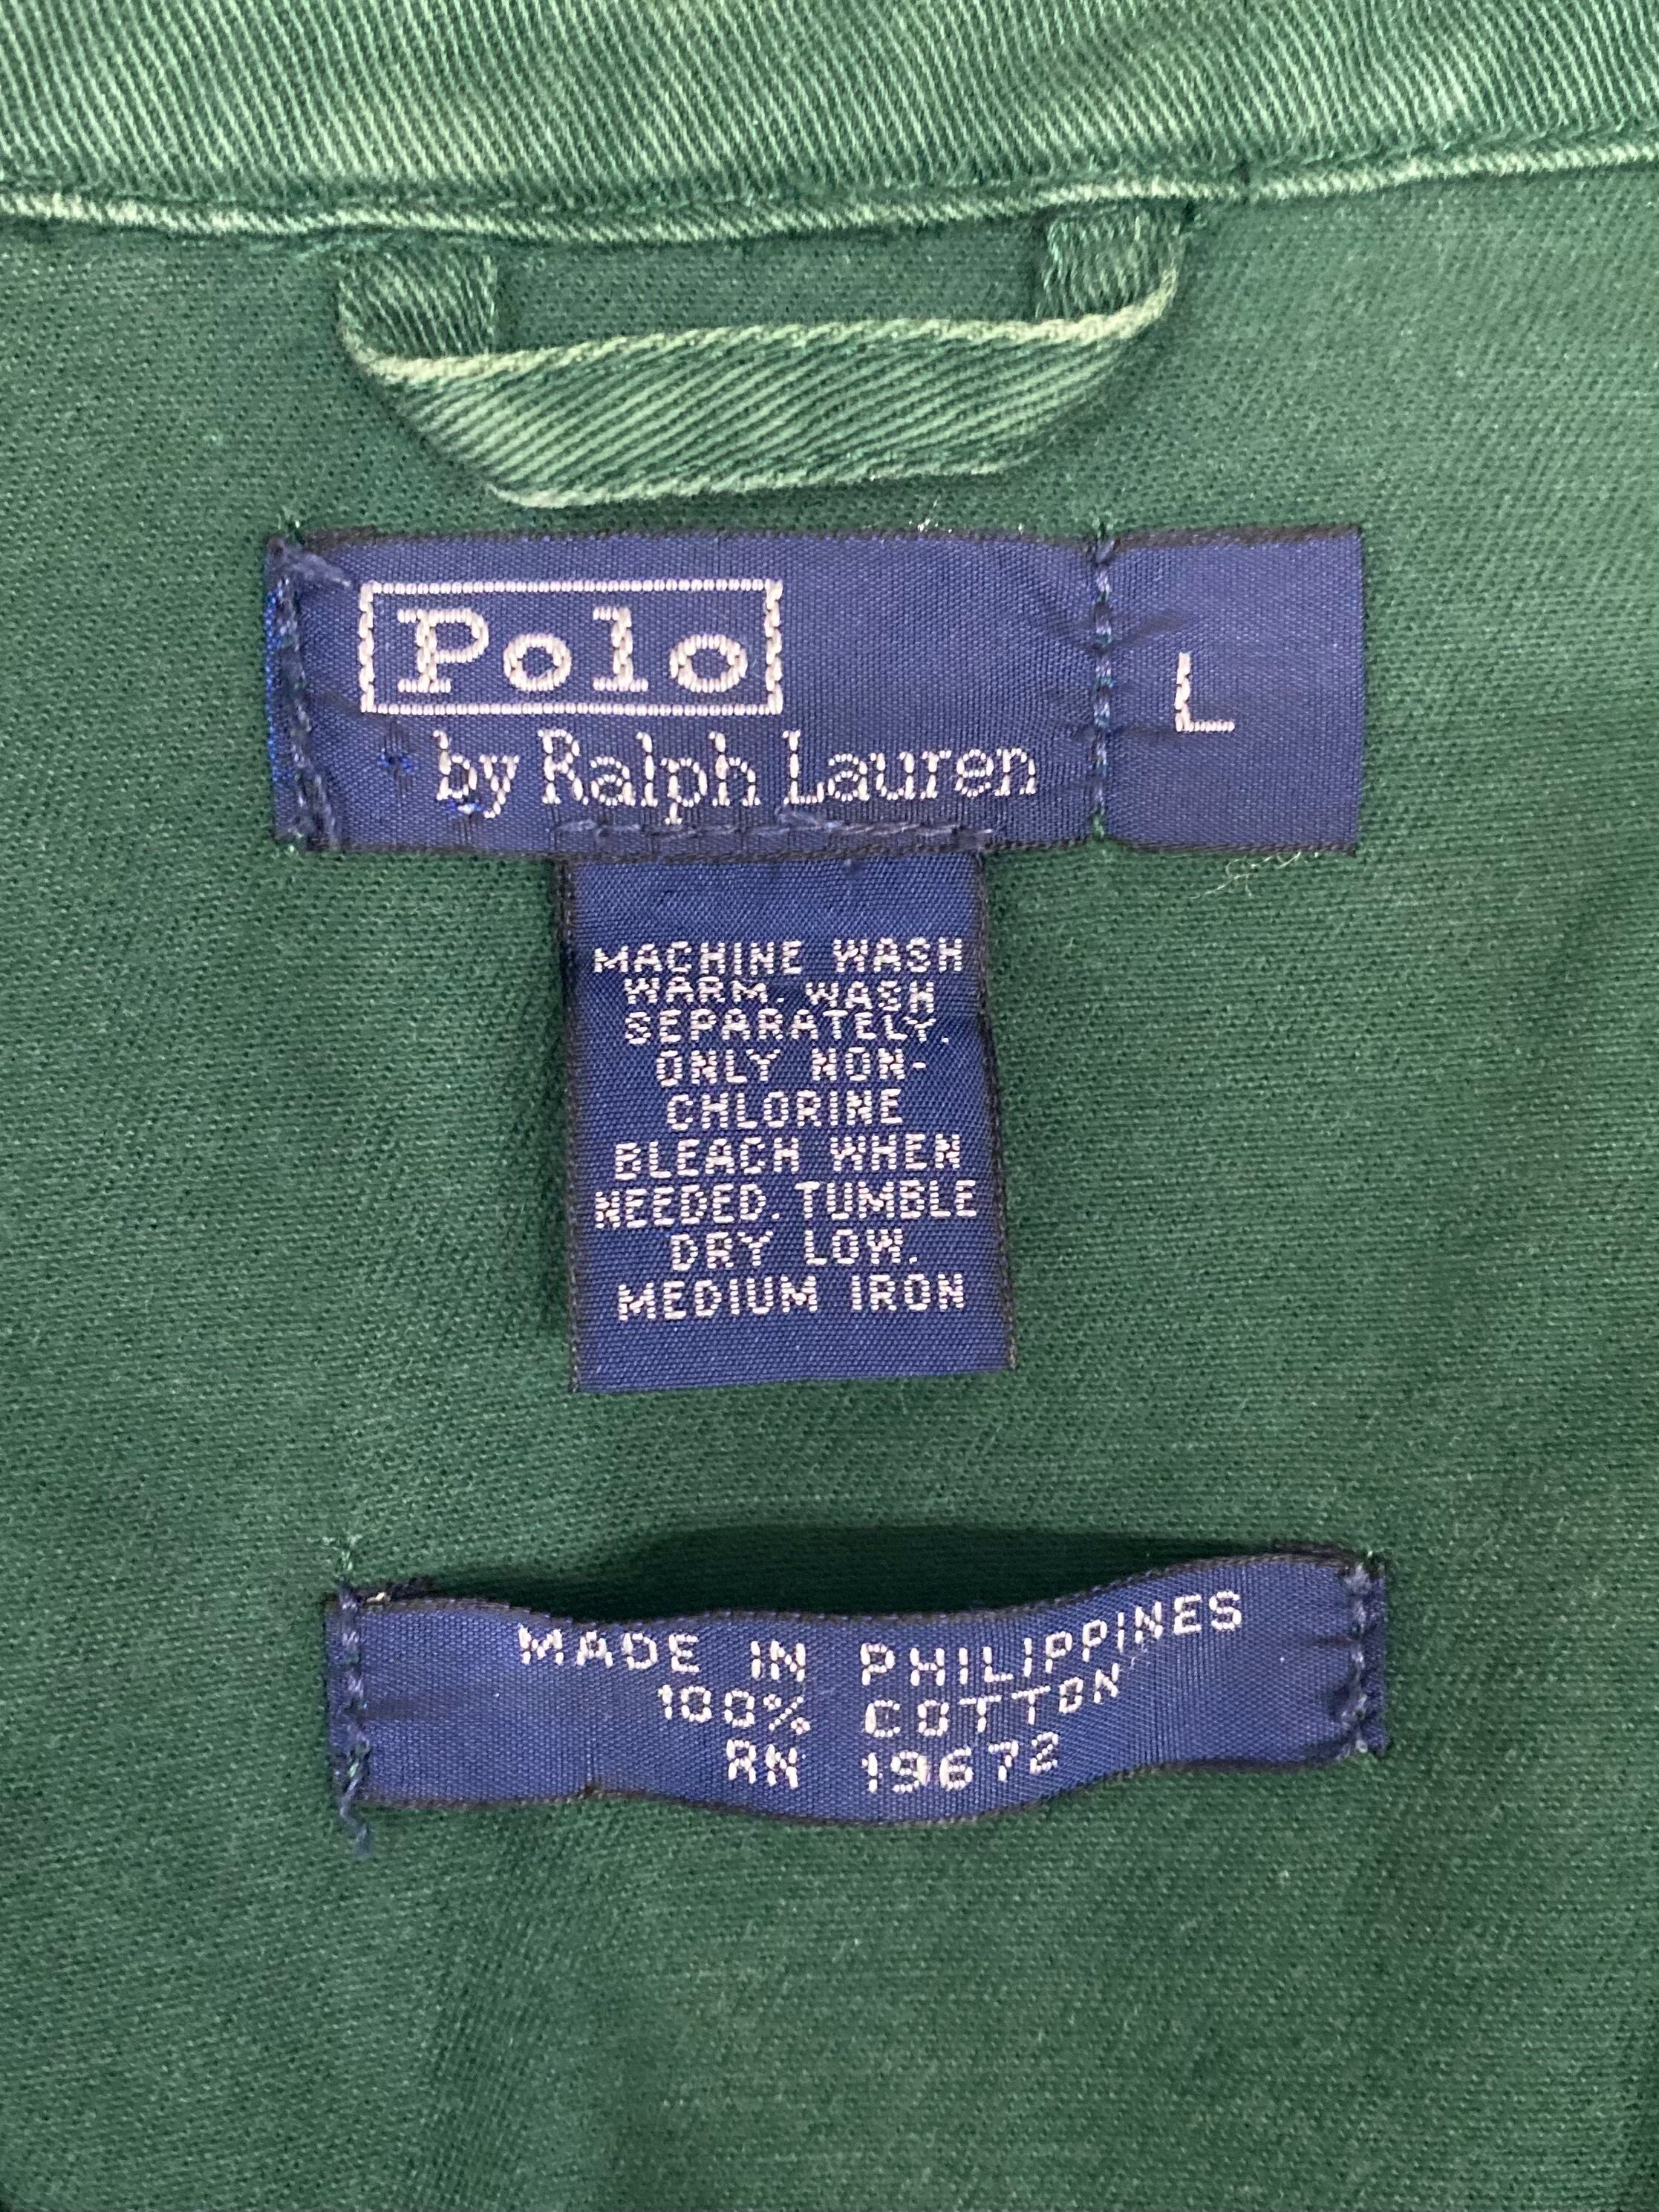 Polo
by Ralph Lauren
L
MACHINE WASH
WARM. WASH
SEPARATELY.
ONLY NON-
CHLORINE
BLEACH WHEN
NEEDED. TUMBLE
DRY LOW.
MEDIUM IRON
MADE IN PHILIPPINES
100% COTTON
RN 19672